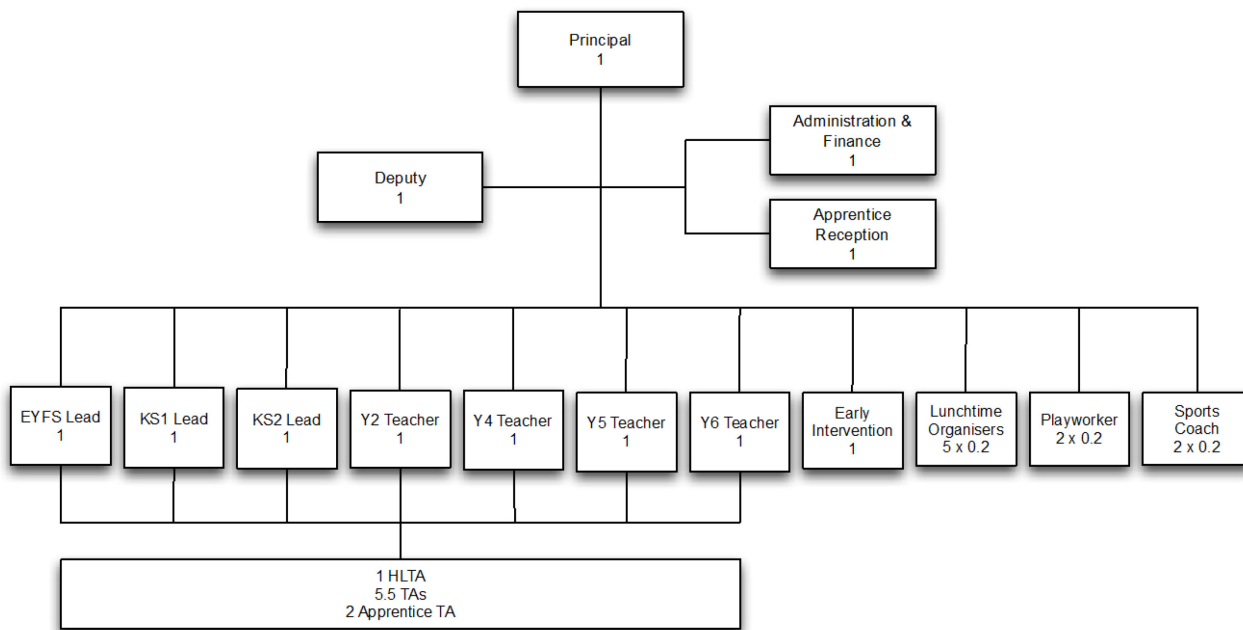 Principal
1
Administration &
Finance
1
Deputy
1
Apprentice
Reception
1
EYFS Lead
1
KS1 Lead
1
KS2 Lead
1
Y2 Teacher
1
Y4 Teacher
1
Y5 Teacher
1
Y6 Teacher
1
Early
Intervention
1
Lunchtime
Organisers
5 x 0.2
Playworker
2 x 0.2
Sports
Coach
2 x 0.2
1 HLTA
5.5 TAs
2 Apprentice TA